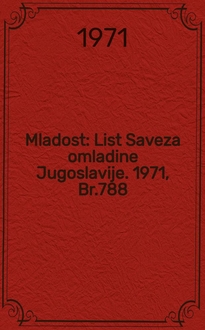 1971
Mladost: List Saveza
omladine
Jugoslavije. 1971,
Br.788